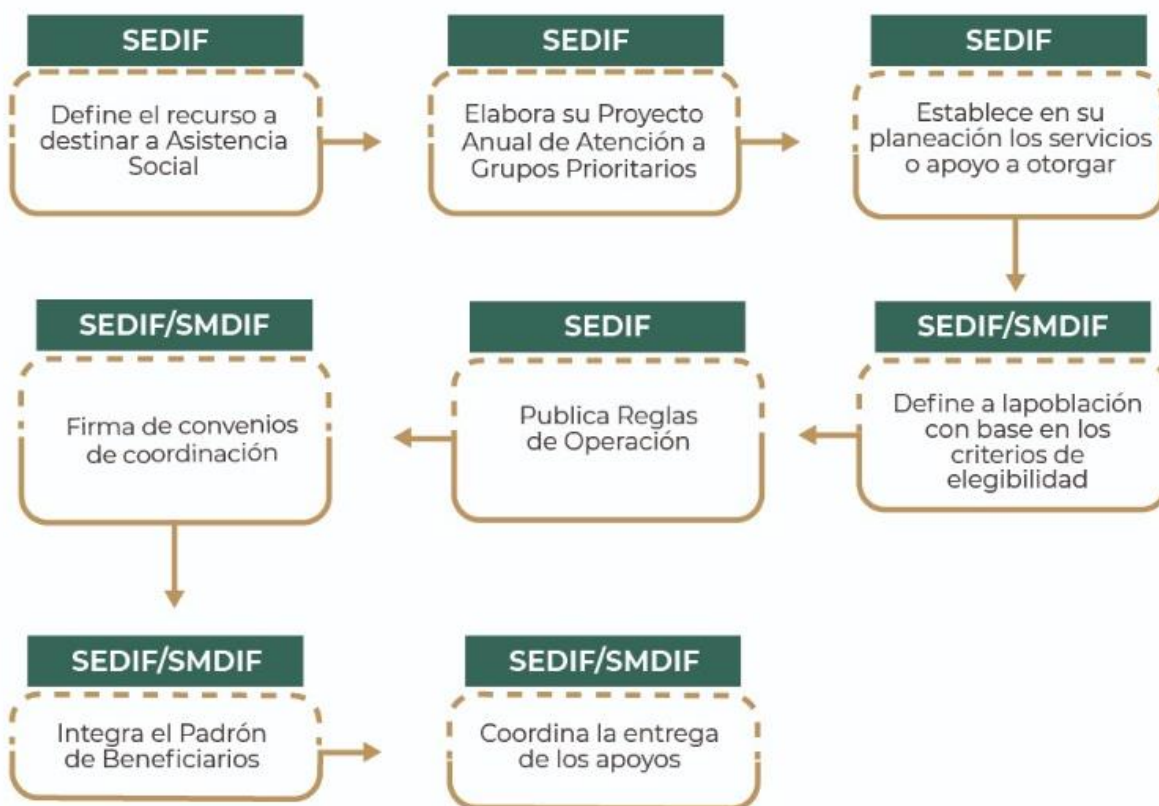 SEDIF
Define el recurso a
destinar a Asistencia
Social
SEDIF
Elabora su Proyecto
Anual de Atención a
Grupos Prioritarios
SEDIF
Establece en su
planeación los servicios
o apoyo a otorgar
SEDIF/SMDIF
Define a lapoblación
con base en los
criterios de
elegibilidad
SEDIF
Publica Reglas
de Operación
SEDIF/SMDIF
Firma de convenios
de coordinación
SEDIF/SMDIF
Integra el Padrón
de Beneficiarios
SEDIF/SMDIF
Coordina la entrega
de los apoyos